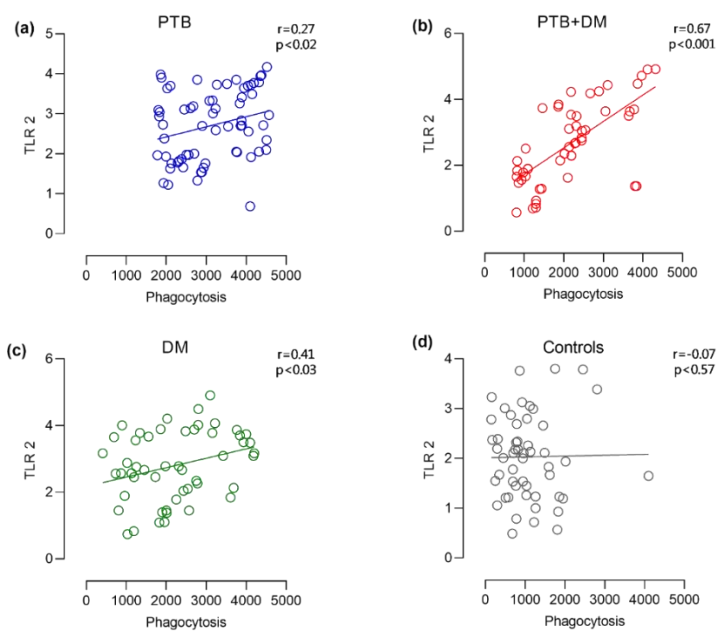 (a)
PTB
r=0.27
p<0.02
5
4
3
2
1
0
TLR 2
0 1000 2000 3000 4000 5000
Phagocytosis
(b)
PTB+DM
r=0.67
p<0.001
6
4
2
0
TLR 2
0 1000 2000 3000 4000 5000
Phagocytosis
(c)
DM
r=0.41
p<0.03
6
4
2
0
TLR 2
0 1000 2000 3000 4000 5000
Phagocytosis
(d)
Controls
r=-0.07
p<0.57
4
3
2
1
0
TLR 2
0 1000 2000 3000 4000 5000
Phagocytosis